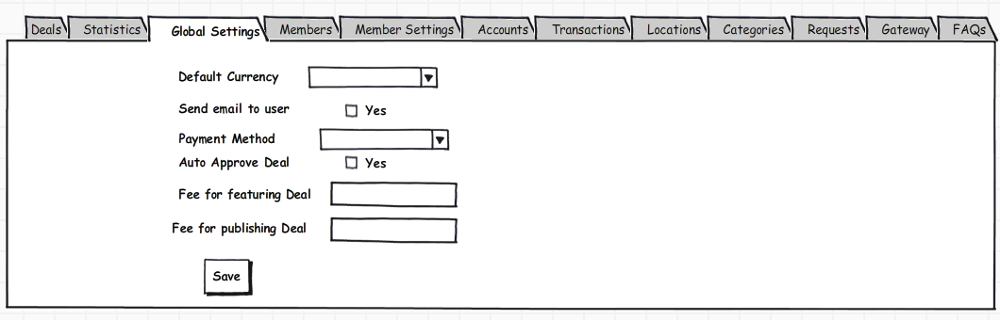 Deals Statistics Global Settings Members Member Settings Accounts Transactions Locations Categories Requests Gateway FAQs
Default Currency
Send email to user Yes
Payment Method
Auto Approve Deal Yes
Fee for featuring Deal
Fee for publishing Deal
Save